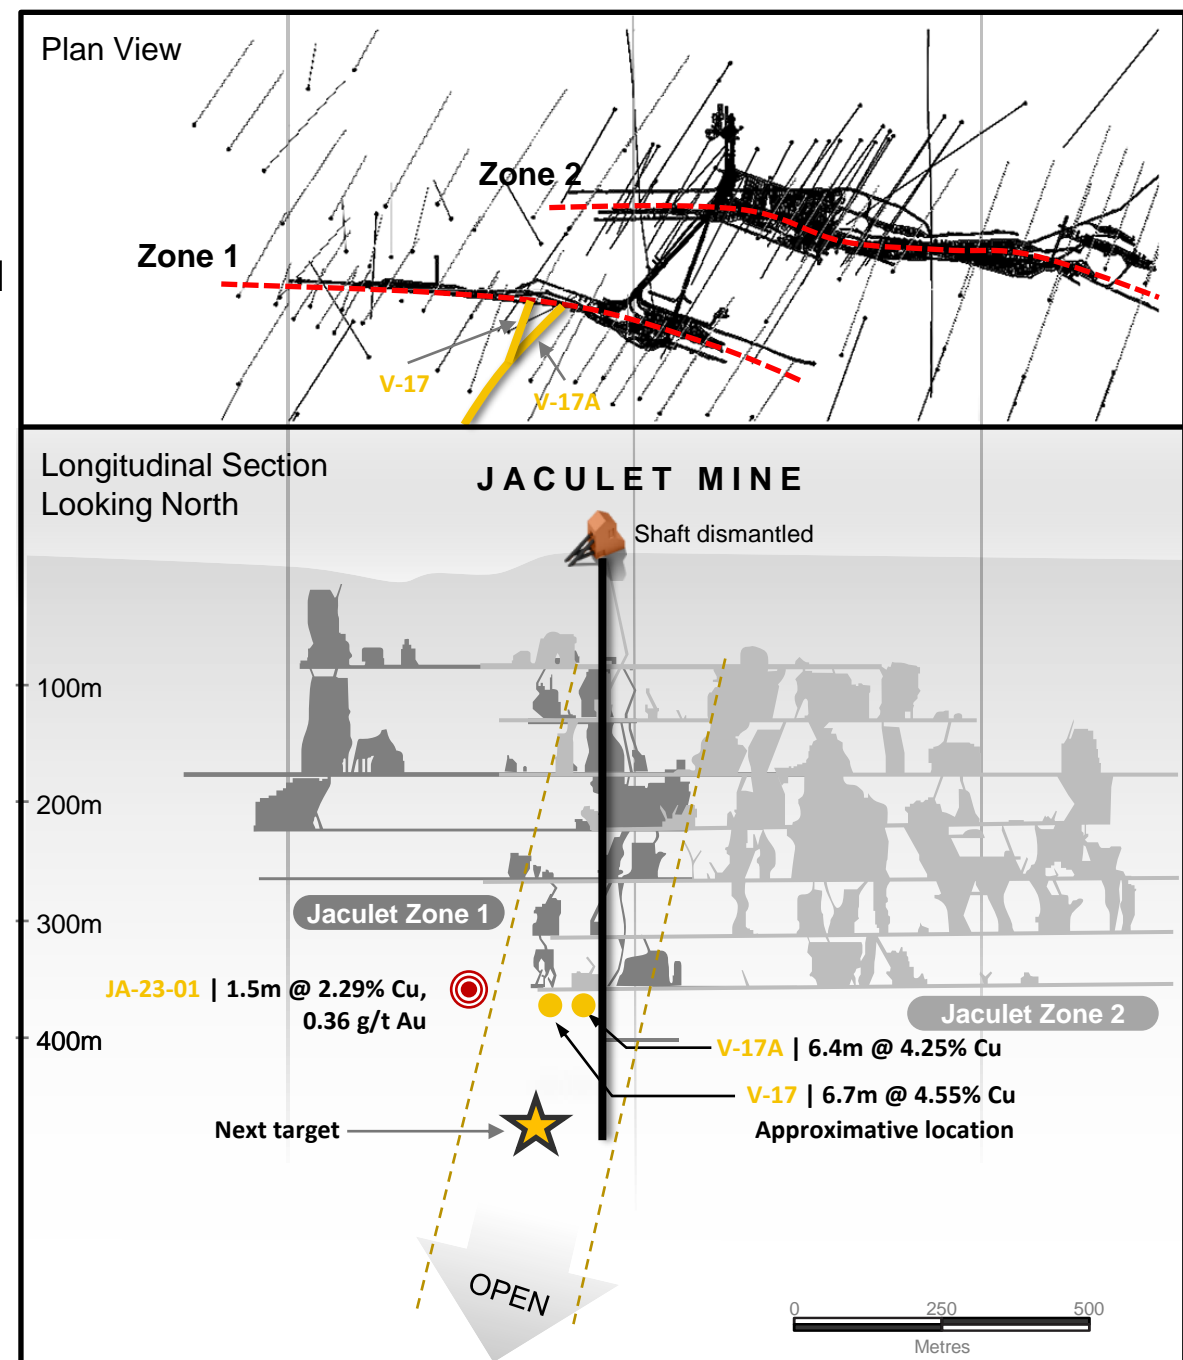 Plan View
Zone 2
Zone 1
V-17
V-17A
Longitudinal Section
Looking North
JACULET MINE
Shaft dismantled
100m
200m
300m
400m
Jaculet Zone 1
JA-23-01 | 1.5m @ 2.29% Cu,
0.36 g/t Au
Jaculet Zone 2
V-17A | 6.4m @ 4.25% Cu
V-17 | 6.7m @ 4.55% Cu
Approximative location
Next target
OPEN
0 250 500
Metres